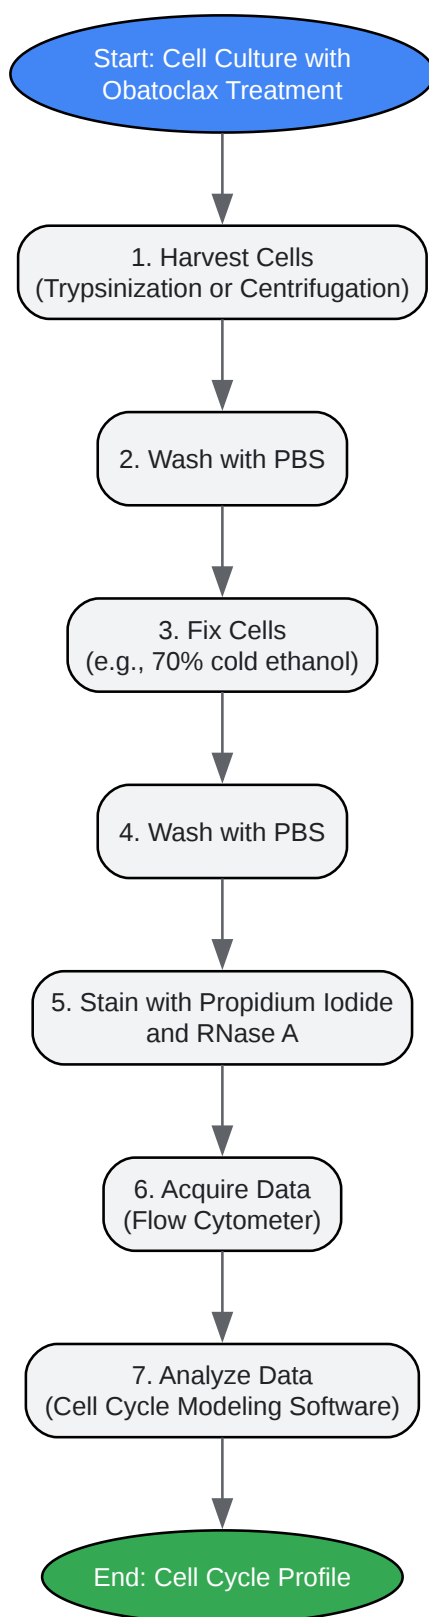 Start: Cell Culture with
Obatoclax Treatment
1. Harvest Cells
(Trypsinization or Centrifugation)
2. Wash with PBS
3. Fix Cells
(e.g., 70% cold ethanol)
4. Wash with PBS
5. Stain with Propidium Iodide
and RNase A
6. Acquire Data
(Flow Cytometer)
7. Analyze Data
(Cell Cycle Modeling Software)
End: Cell Cycle Profile